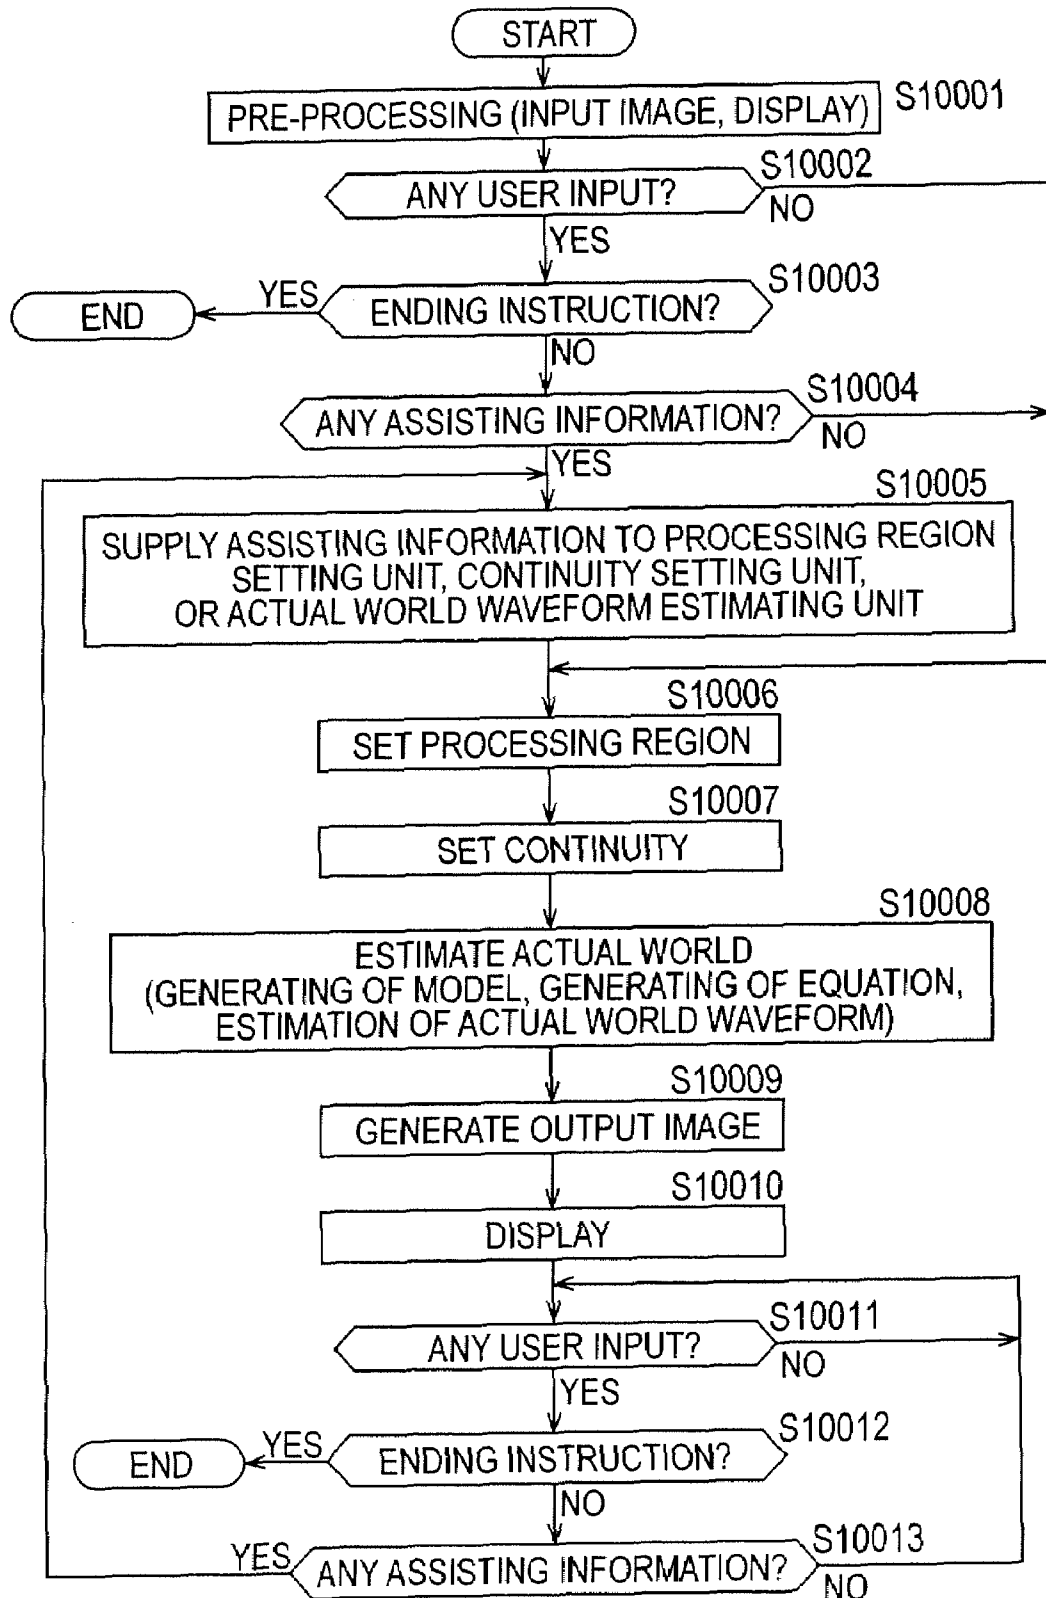 START
PRE-PROCESSING (INPUT IMAGE, DISPLAY)
S10001
ANY USER INPUT?
S10002
NO
YES
ENDING INSTRUCTION?
S10003
YES
END
NO
ANY ASSISTING INFORMATION?
S10004
NO
YES
S10005
SUPPLY ASSISTING INFORMATION TO PROCESSING REGION
SETTING UNIT, CONTINUITY SETTING UNIT,
OR ACTUAL WORLD WAVEFORM ESTIMATING UNIT
S10006
SET PROCESSING REGION
S10007
SET CONTINUITY
S10008
ESTIMATE ACTUAL WORLD
(GENERATING OF MODEL, GENERATING OF EQUATION,
ESTIMATION OF ACTUAL WORLD WAVEFORM)
S10009
GENERATE OUTPUT IMAGE
S10010
DISPLAY
S10011
ANY USER INPUT?
NO
YES
S10012
ENDING INSTRUCTION?
YES
END
NO
S10013
ANY ASSISTING INFORMATION?
YES
NO